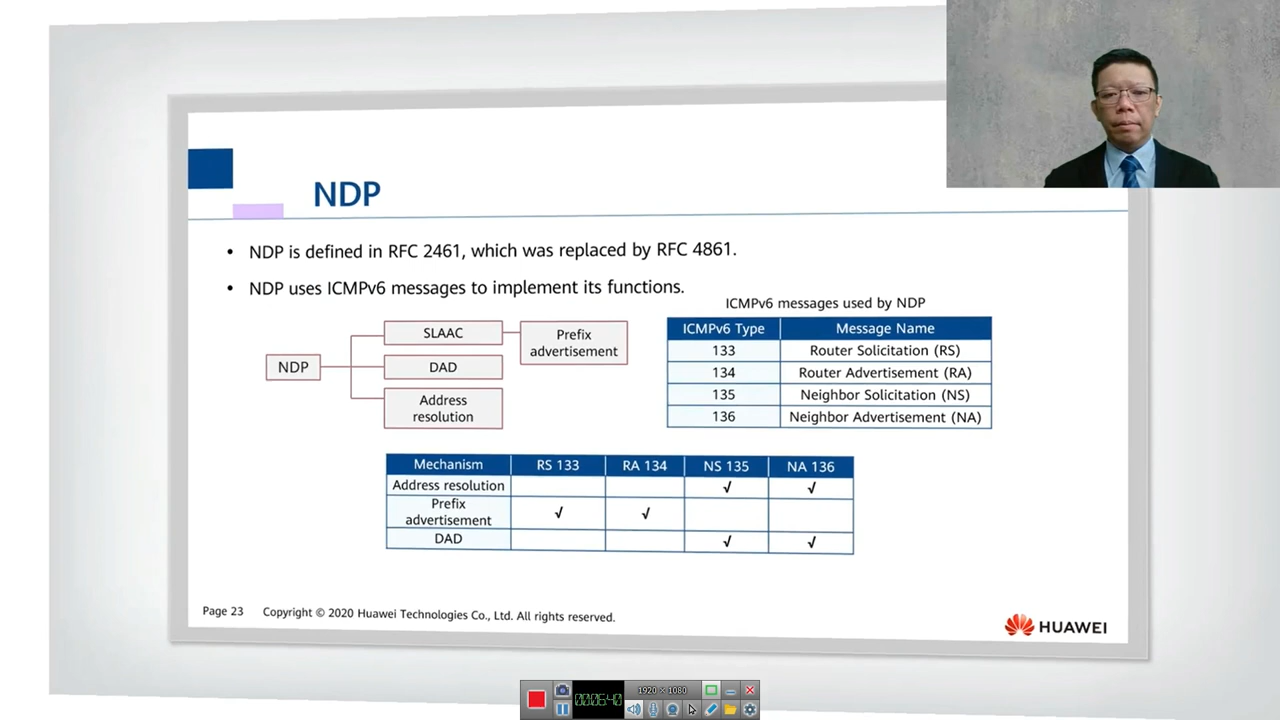 NDP
• NDP is defined in RFC 2461, which was replaced by RFC 4861.
• NDP uses ICMPv6 messages to implement its functions.
NDP
SLAAC
Prefix
advertisement
DAD
Address
resolution
ICMPv6 messages used by NDP
ICMPv6 Type Message Name
133 Router Solicitation (RS)
134 Router Advertisement (RA)
135 Neighbor Solicitation (NS)
136 Neighbor Advertisement (NA)
Mechanism RS 133 RA 134 NS 135 NA 136
Address resolution √ √
Prefix
advertisement √ √
DAD √ √
Page 23 Copyright © 2020 Huawei Technologies Co., Ltd. All rights reserved.
HUAWEI
000640 1920 × 1080